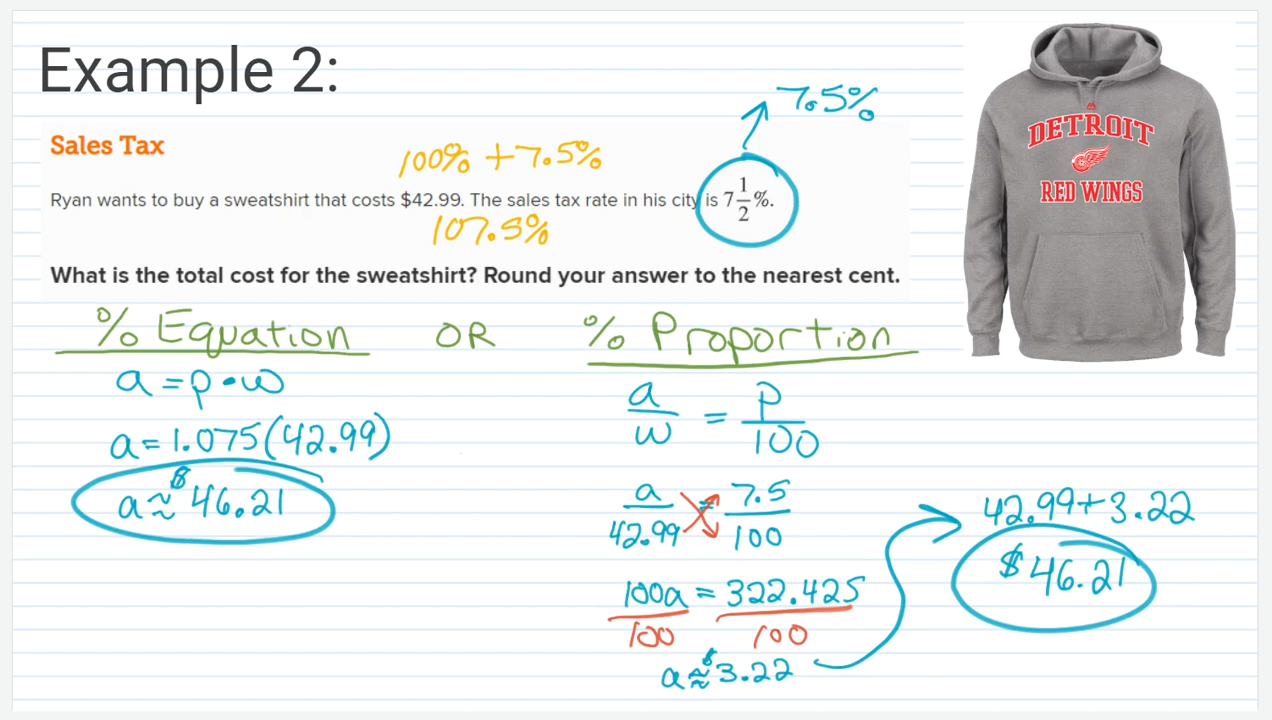 Example 2:
Sales Tax
100% + 7.5%
7.5%
Ryan wants to buy a sweatshirt that costs $42.99. The sales tax rate in his city is 7 1/2 %.
107.5%
What is the total cost for the sweatshirt? Round your answer to the nearest cent.
DETROIT
RED WINGS
% Equation OR % Proportion
a = p • w
a = 1.075(42.99)
a ≈ $46.21
a/w = p/100
a/42.99 = 7.5/100
100a = 322.425
100 100
a ≈ $3.22
42.99 + 3.22
$46.21